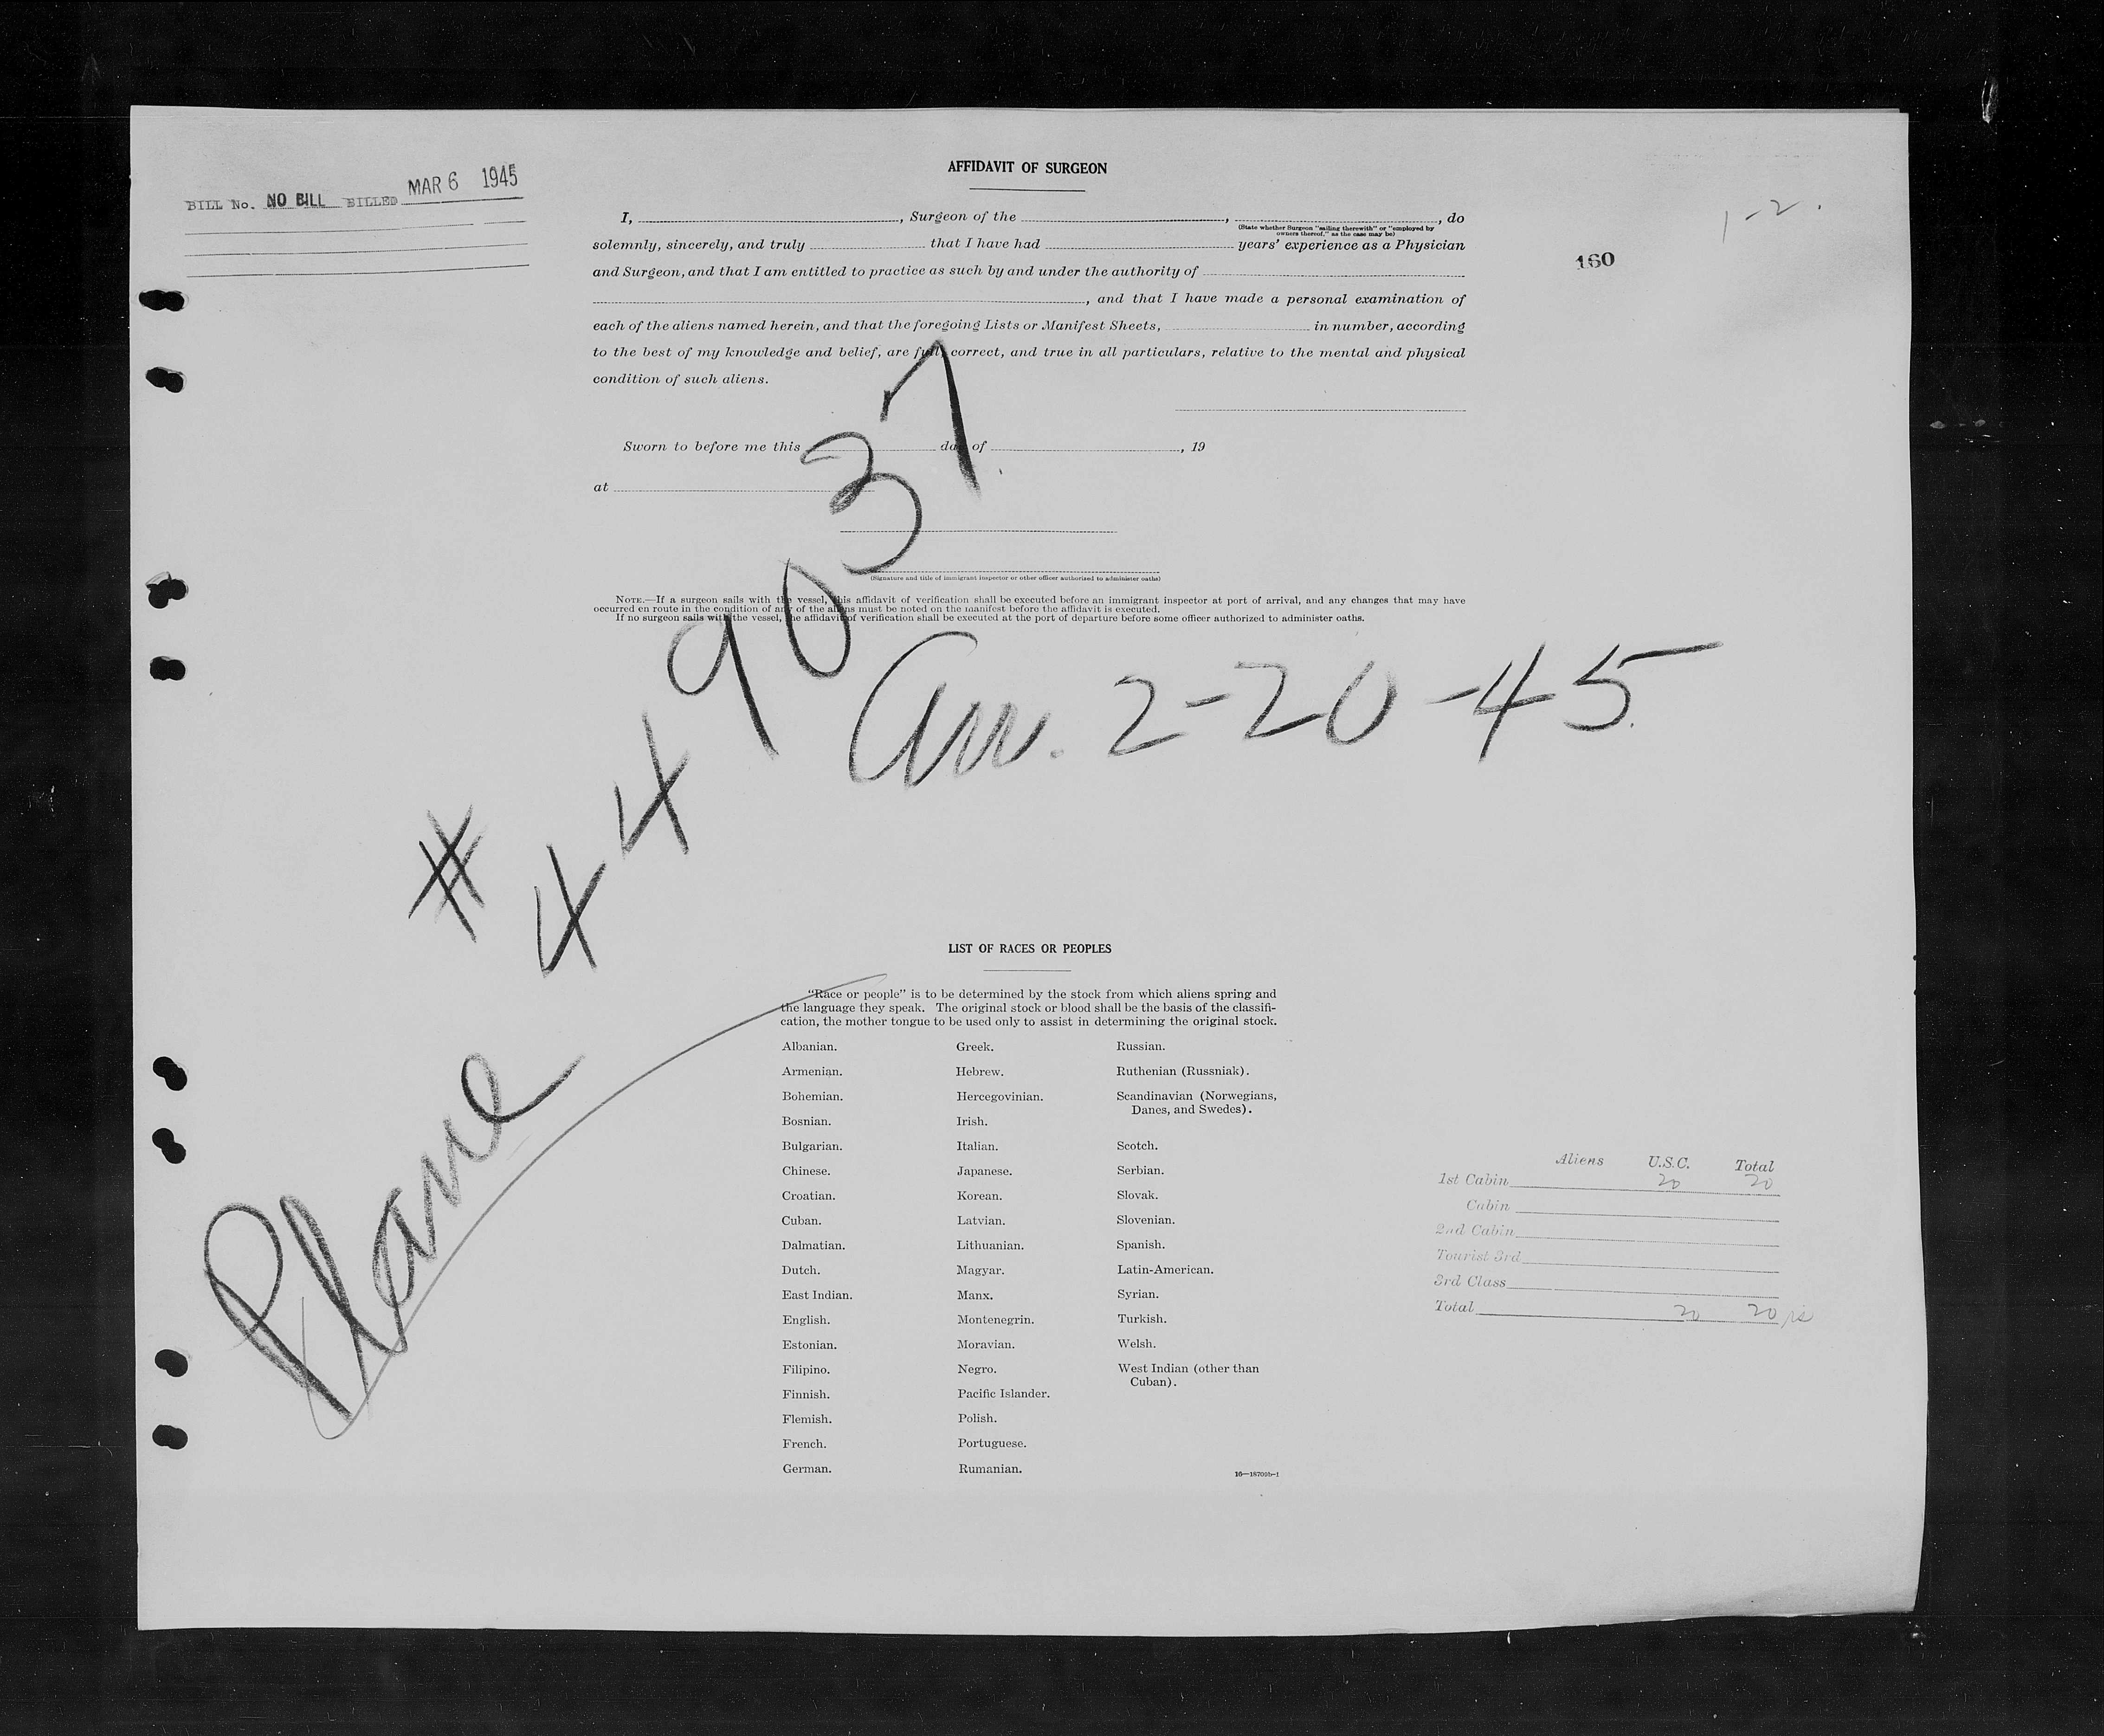 BILL No. NO BILL BILLED MAR 6 1945
AFFIDAVIT OF SURGEON
1-2.
160
I, , Surgeon of the , , do
(State whether Surgeon "sailing therewith" or "employed by
owners thereof," as the case may be)
solemnly, sincerely, and truly that I have had years' experience as a Physician
and Surgeon, and that I am entitled to practice as such by and under the authority of
, and that I have made a personal examination of
each of the aliens named herein, and that the foregoing Lists or Manifest Sheets, in number, according
to the best of my knowledge and belief, are full, correct, and true in all particulars, relative to the mental and physical
condition of such aliens.
Sworn to before me this day of , 19
at
(Signature and title of immigrant inspector or other officer authorized to administer oaths)
NOTE.—If a surgeon sails with the vessel, this affidavit of verification shall be executed before an immigrant inspector at port of arrival, and any changes that may have
occurred en route in the condition of any of the aliens must be noted on the manifest before the affidavit is executed.
If no surgeon sails with the vessel, the affidavit of verification shall be executed at the port of departure before some officer authorized to administer oaths.
Plane # 449037.
Arr. 2-20-45.
LIST OF RACES OR PEOPLES
"Race or people" is to be determined by the stock from which aliens spring and
the language they speak. The original stock or blood shall be the basis of the classifi-
cation, the mother tongue to be used only to assist in determining the original stock.
Albanian.
Armenian.
Bohemian.
Bosnian.
Bulgarian.
Chinese.
Croatian.
Cuban.
Dalmatian.
Dutch.
East Indian.
English.
Estonian.
Filipino.
Finnish.
Flemish.
French.
German.
Greek.
Hebrew.
Hercegovinian.
Irish.
Italian.
Japanese.
Korean.
Latvian.
Lithuanian.
Magyar.
Manx.
Montenegrin.
Moravian.
Negro.
Pacific Islander.
Polish.
Portuguese.
Rumanian.
Russian.
Ruthenian (Russniak).
Scandinavian (Norwegians,
Danes, and Swedes).
Scotch.
Serbian.
Slovak.
Slovenian.
Spanish.
Latin-American.
Syrian.
Turkish.
Welsh.
West Indian (other than
Cuban).
16—18709b-1
Aliens U.S.C. Total
1st Cabin 20 20
Cabin
2nd Cabin
Tourist 3rd
3rd Class
Total 20 20